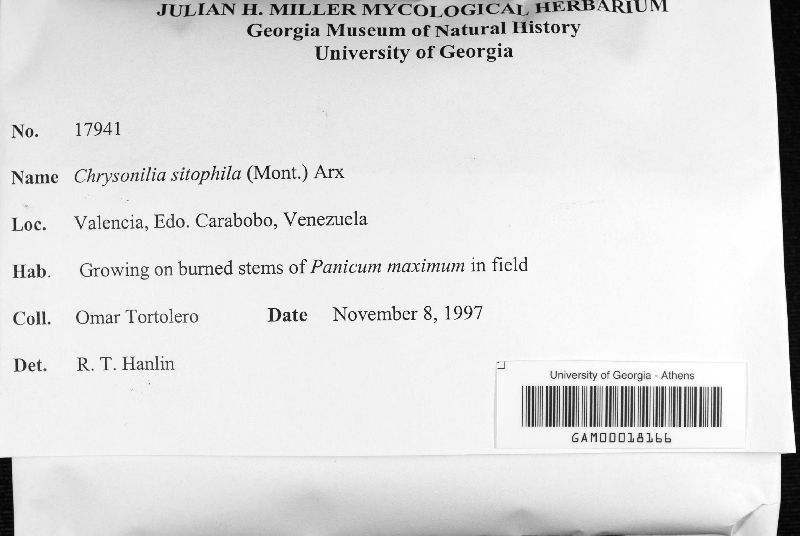 JULIAN H. MILLER MYCOLOGICAL HERBARIUM
Georgia Museum of Natural History
University of Georgia
No. 17941
Name Chrysonilia sitophila (Mont.) Arx
Loc. Valencia, Edo. Carabobo, Venezuela
Hab. Growing on burned stems of Panicum maximum in field
Coll. Omar Tortolero Date November 8, 1997
Det. R. T. Hanlin
University of Georgia - Athens
GAM00018166